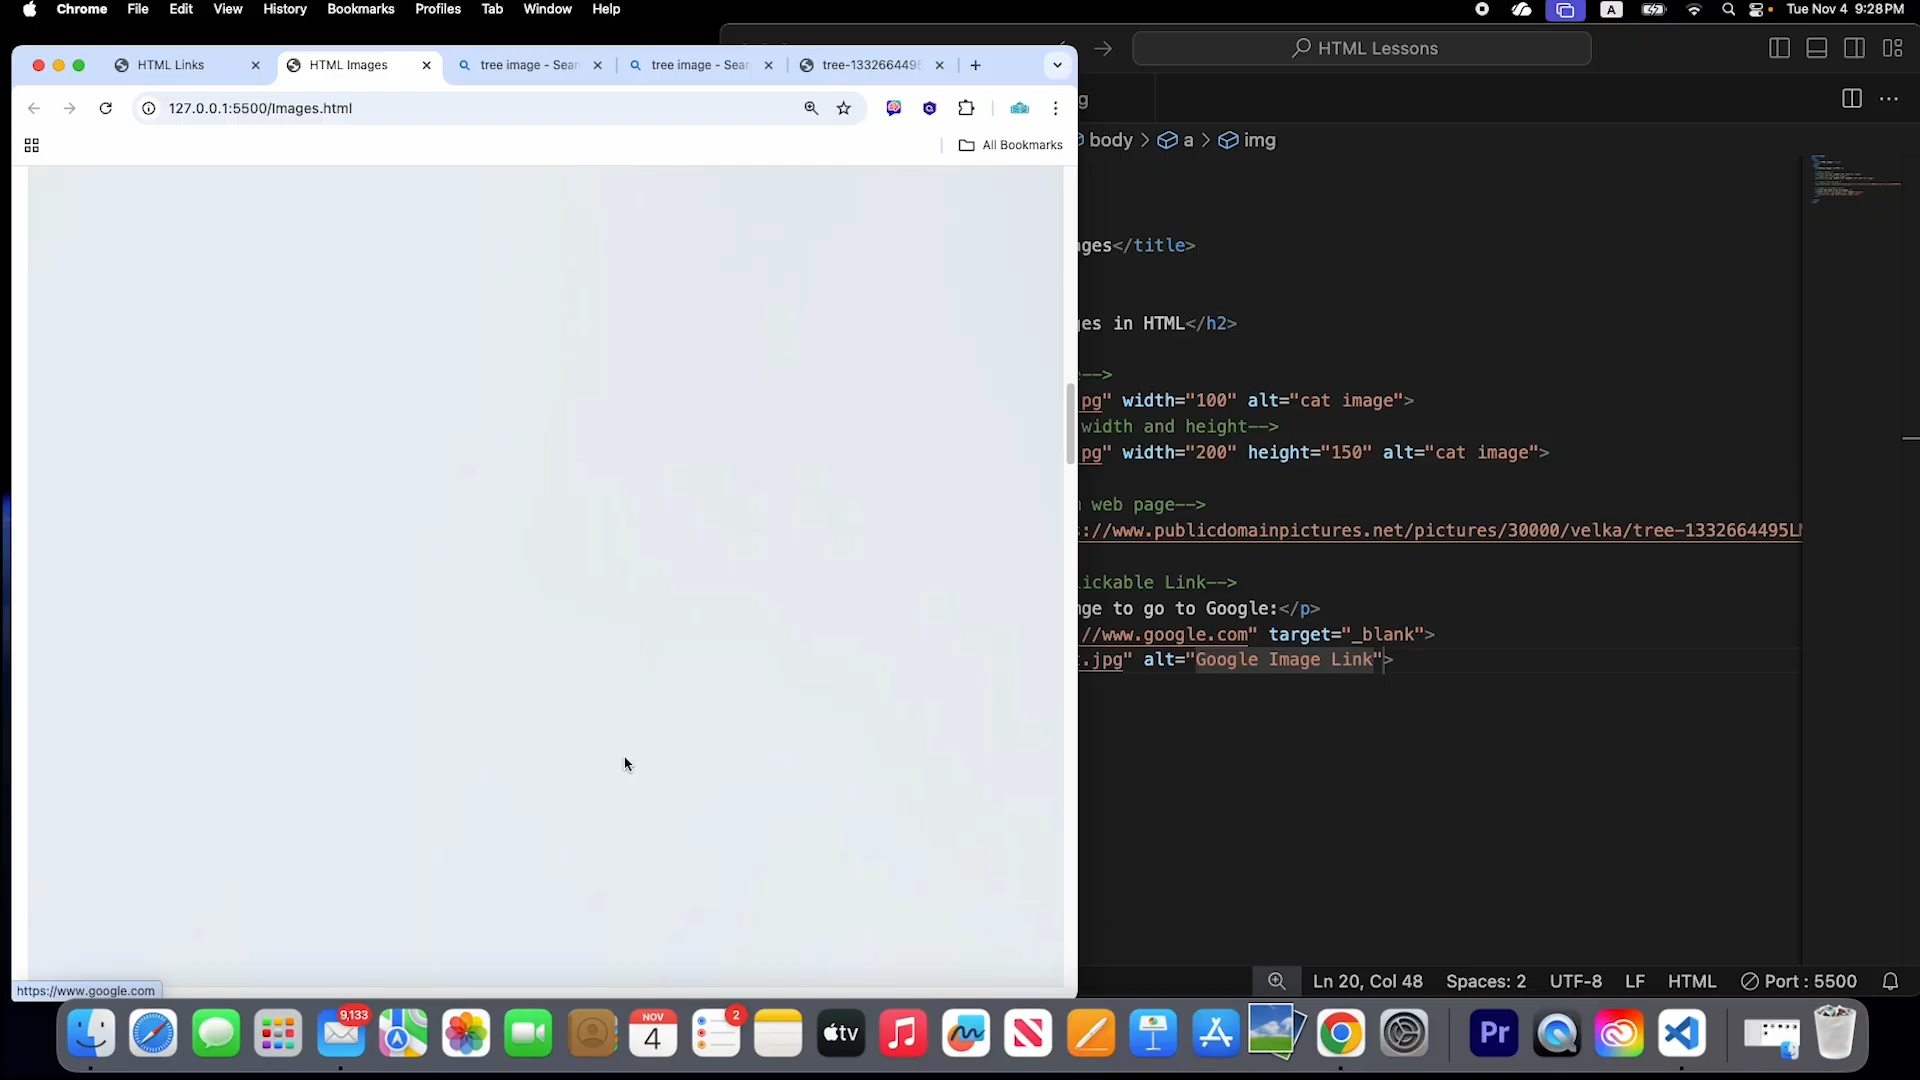 Chrome File Edit View History Bookmarks Profiles Tab Window Help
A
Tue Nov 4 9:28 PM
HTML Links
HTML Images
tree image - Sear
tree image - Sear
tree-1332664495
127.0.0.1:5500/Images.html
All Bookmarks
HTML Lessons
g
body > a > img
ages</title>
ges in HTML</h2>
-->
pg" width="100" alt="cat image">
width and height-->
pg" width="200" height="150" alt="cat image">
web page-->
://www.publicdomainpictures.net/pictures/30000/velka/tree-1332664495L
ickable Link-->
ge to go to Google:</p>
//www.google.com" target="_blank">
.jpg" alt="Google Image Link">
https://www.google.com
Ln 20, Col 48 Spaces: 2 UTF-8 LF HTML Port : 5500
9,133
NOV
4
2
tv
Pr